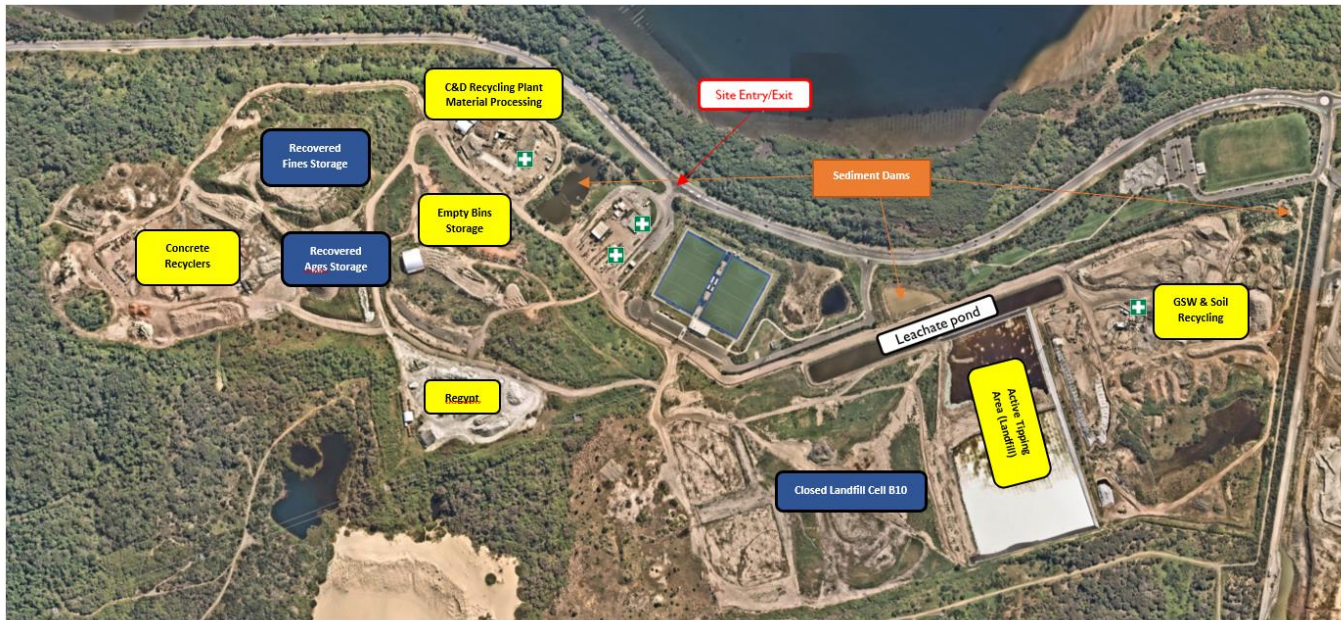 C&D Recycling Plant
Material Processing
Site Entry/Exit
Recovered
Fines Storage
Sediment Dams
Empty Bins
Storage
Concrete
Recyclers
Recovered
Aggs Storage
GSW & Soil
Recycling
Leachate pond
Regypt
Active Tipping
Area (Landfill)
Closed Landfill Cell B10